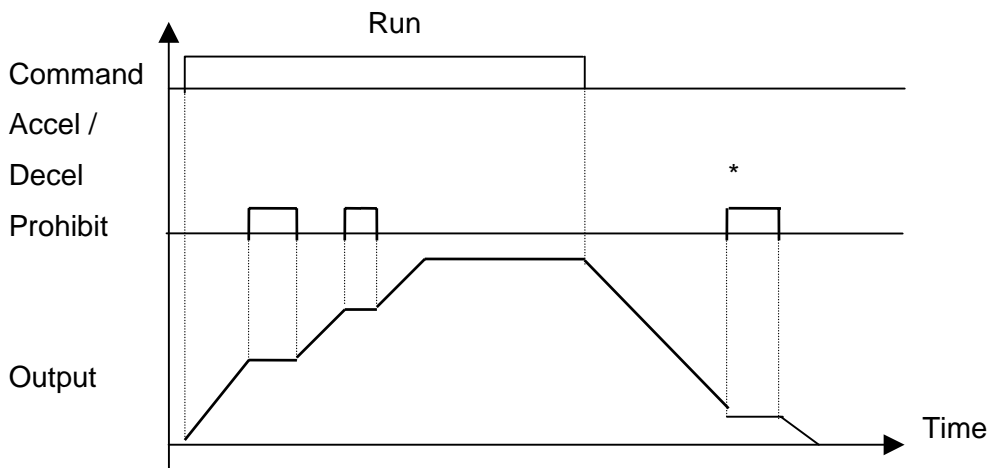 Run
Command
Accel /
Decel
*
Prohibit
Output
Time